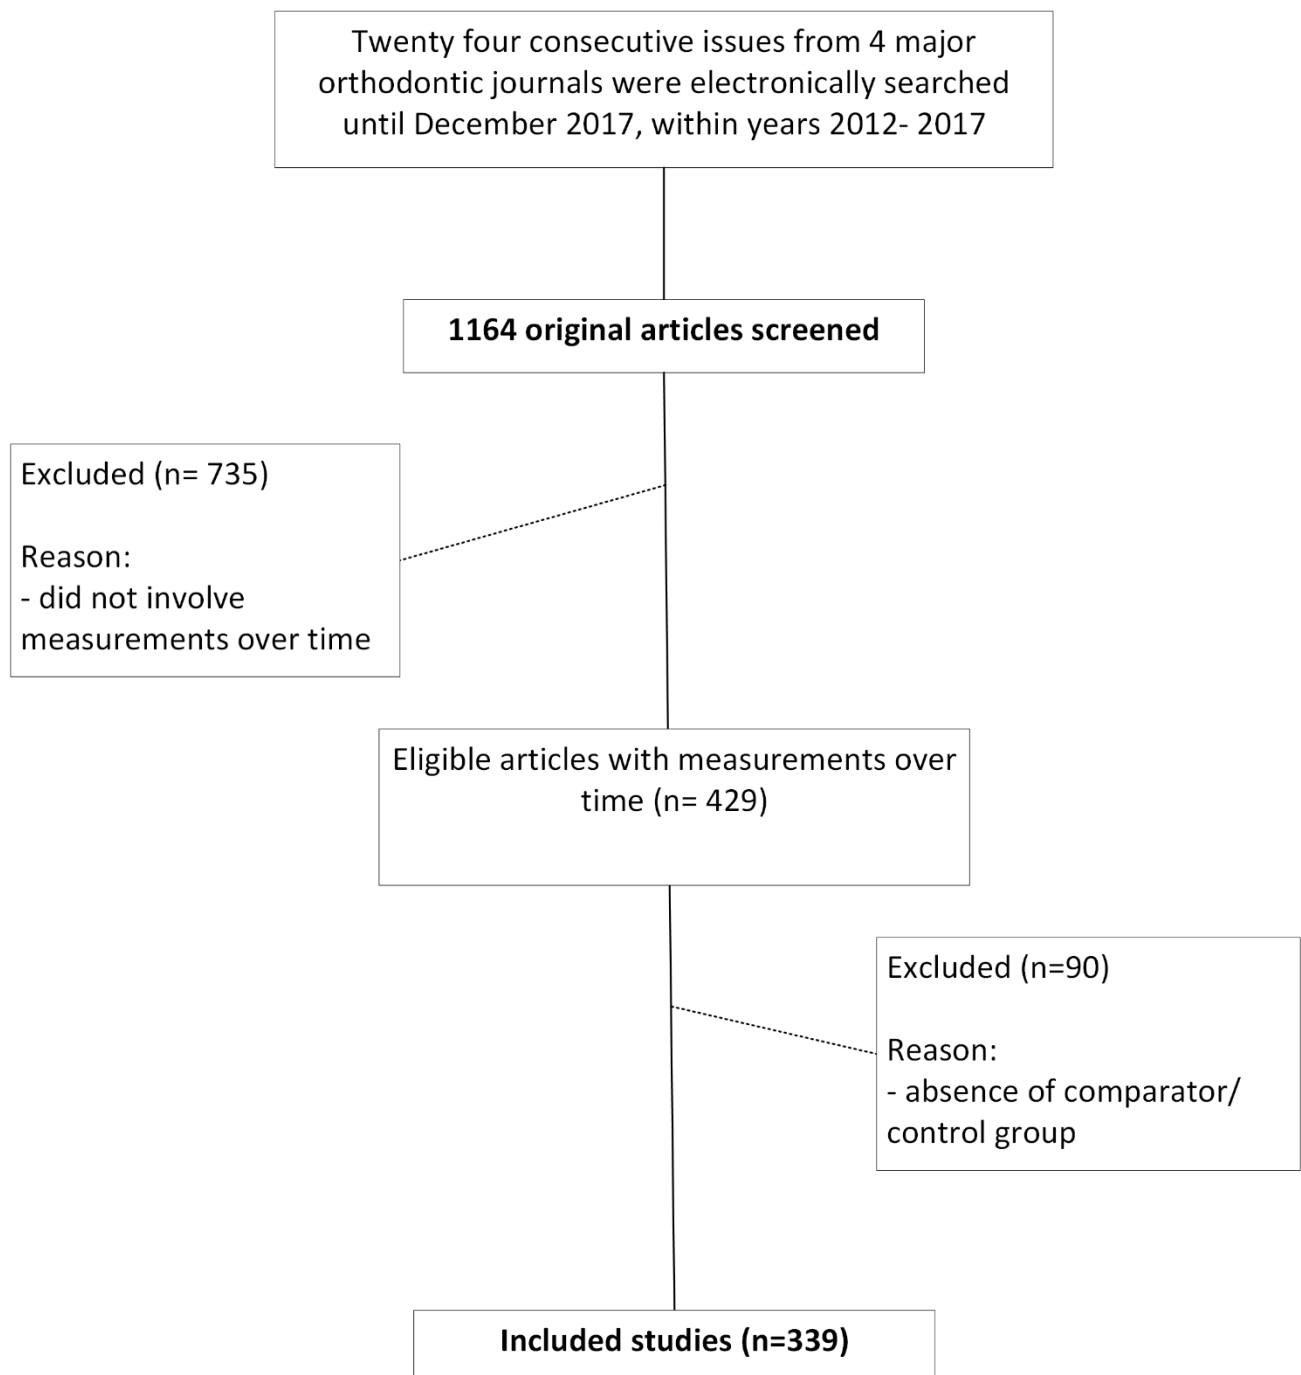 Twenty four consecutive issues from 4 major
orthodontic journals were electronically searched
until December 2017, within years 2012- 2017
1164 original articles screened
Excluded (n= 735)
Reason:
- did not involve
measurements over time
Eligible articles with measurements over
time (n= 429)
Excluded (n=90)
Reason:
- absence of comparator/
control group
Included studies (n=339)